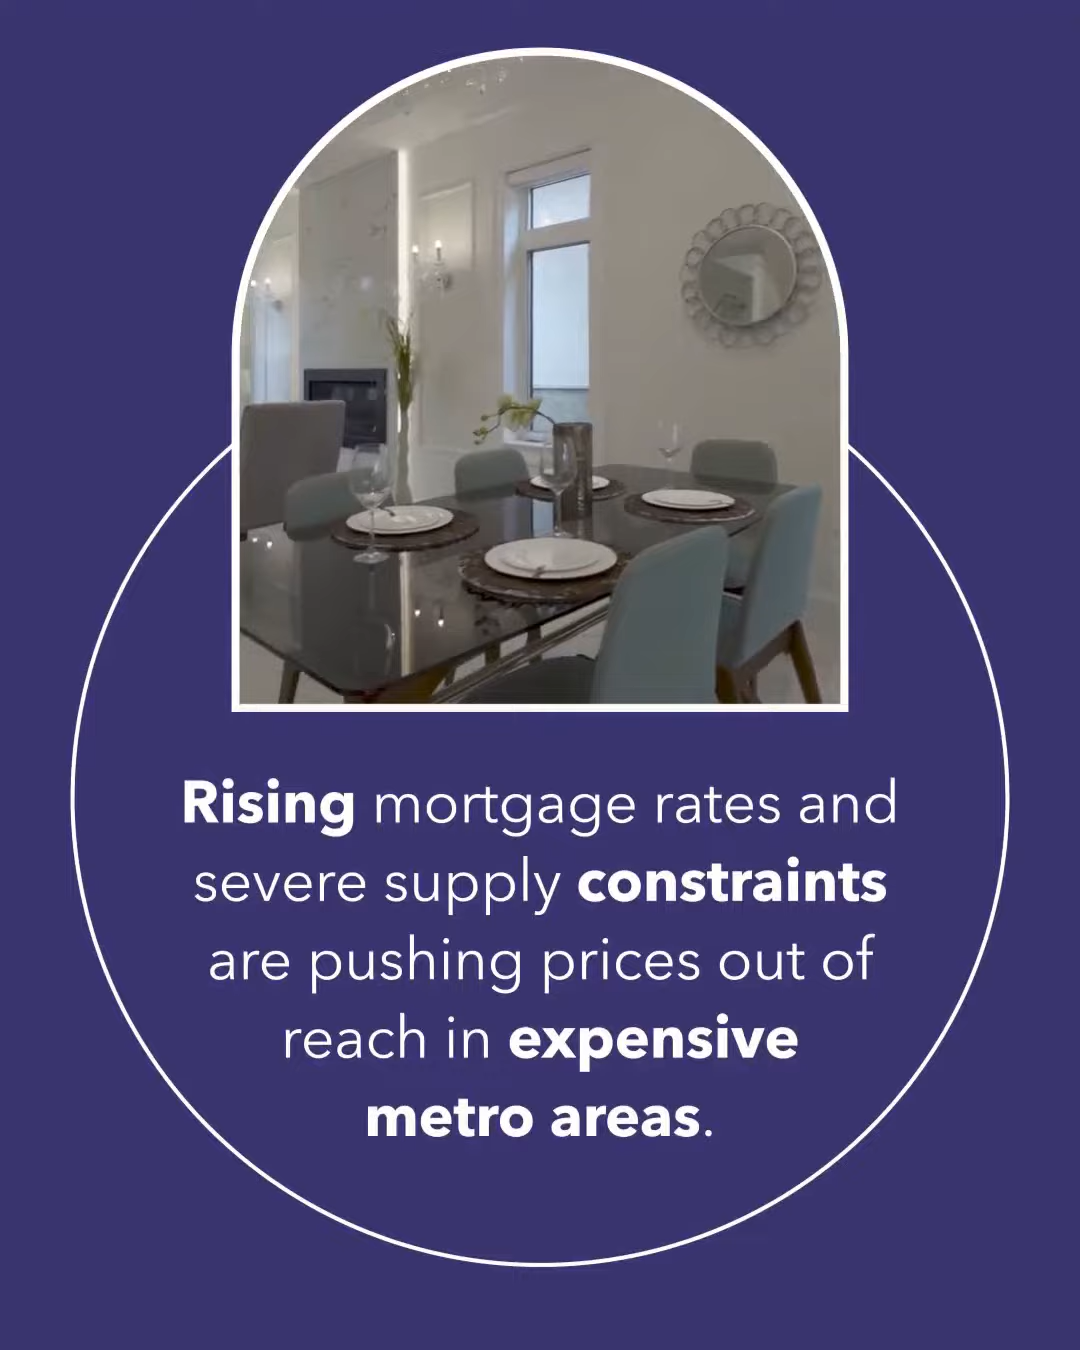 Rising mortgage rates and
severe supply constraints
are pushing prices out of
reach in expensive
metro areas.